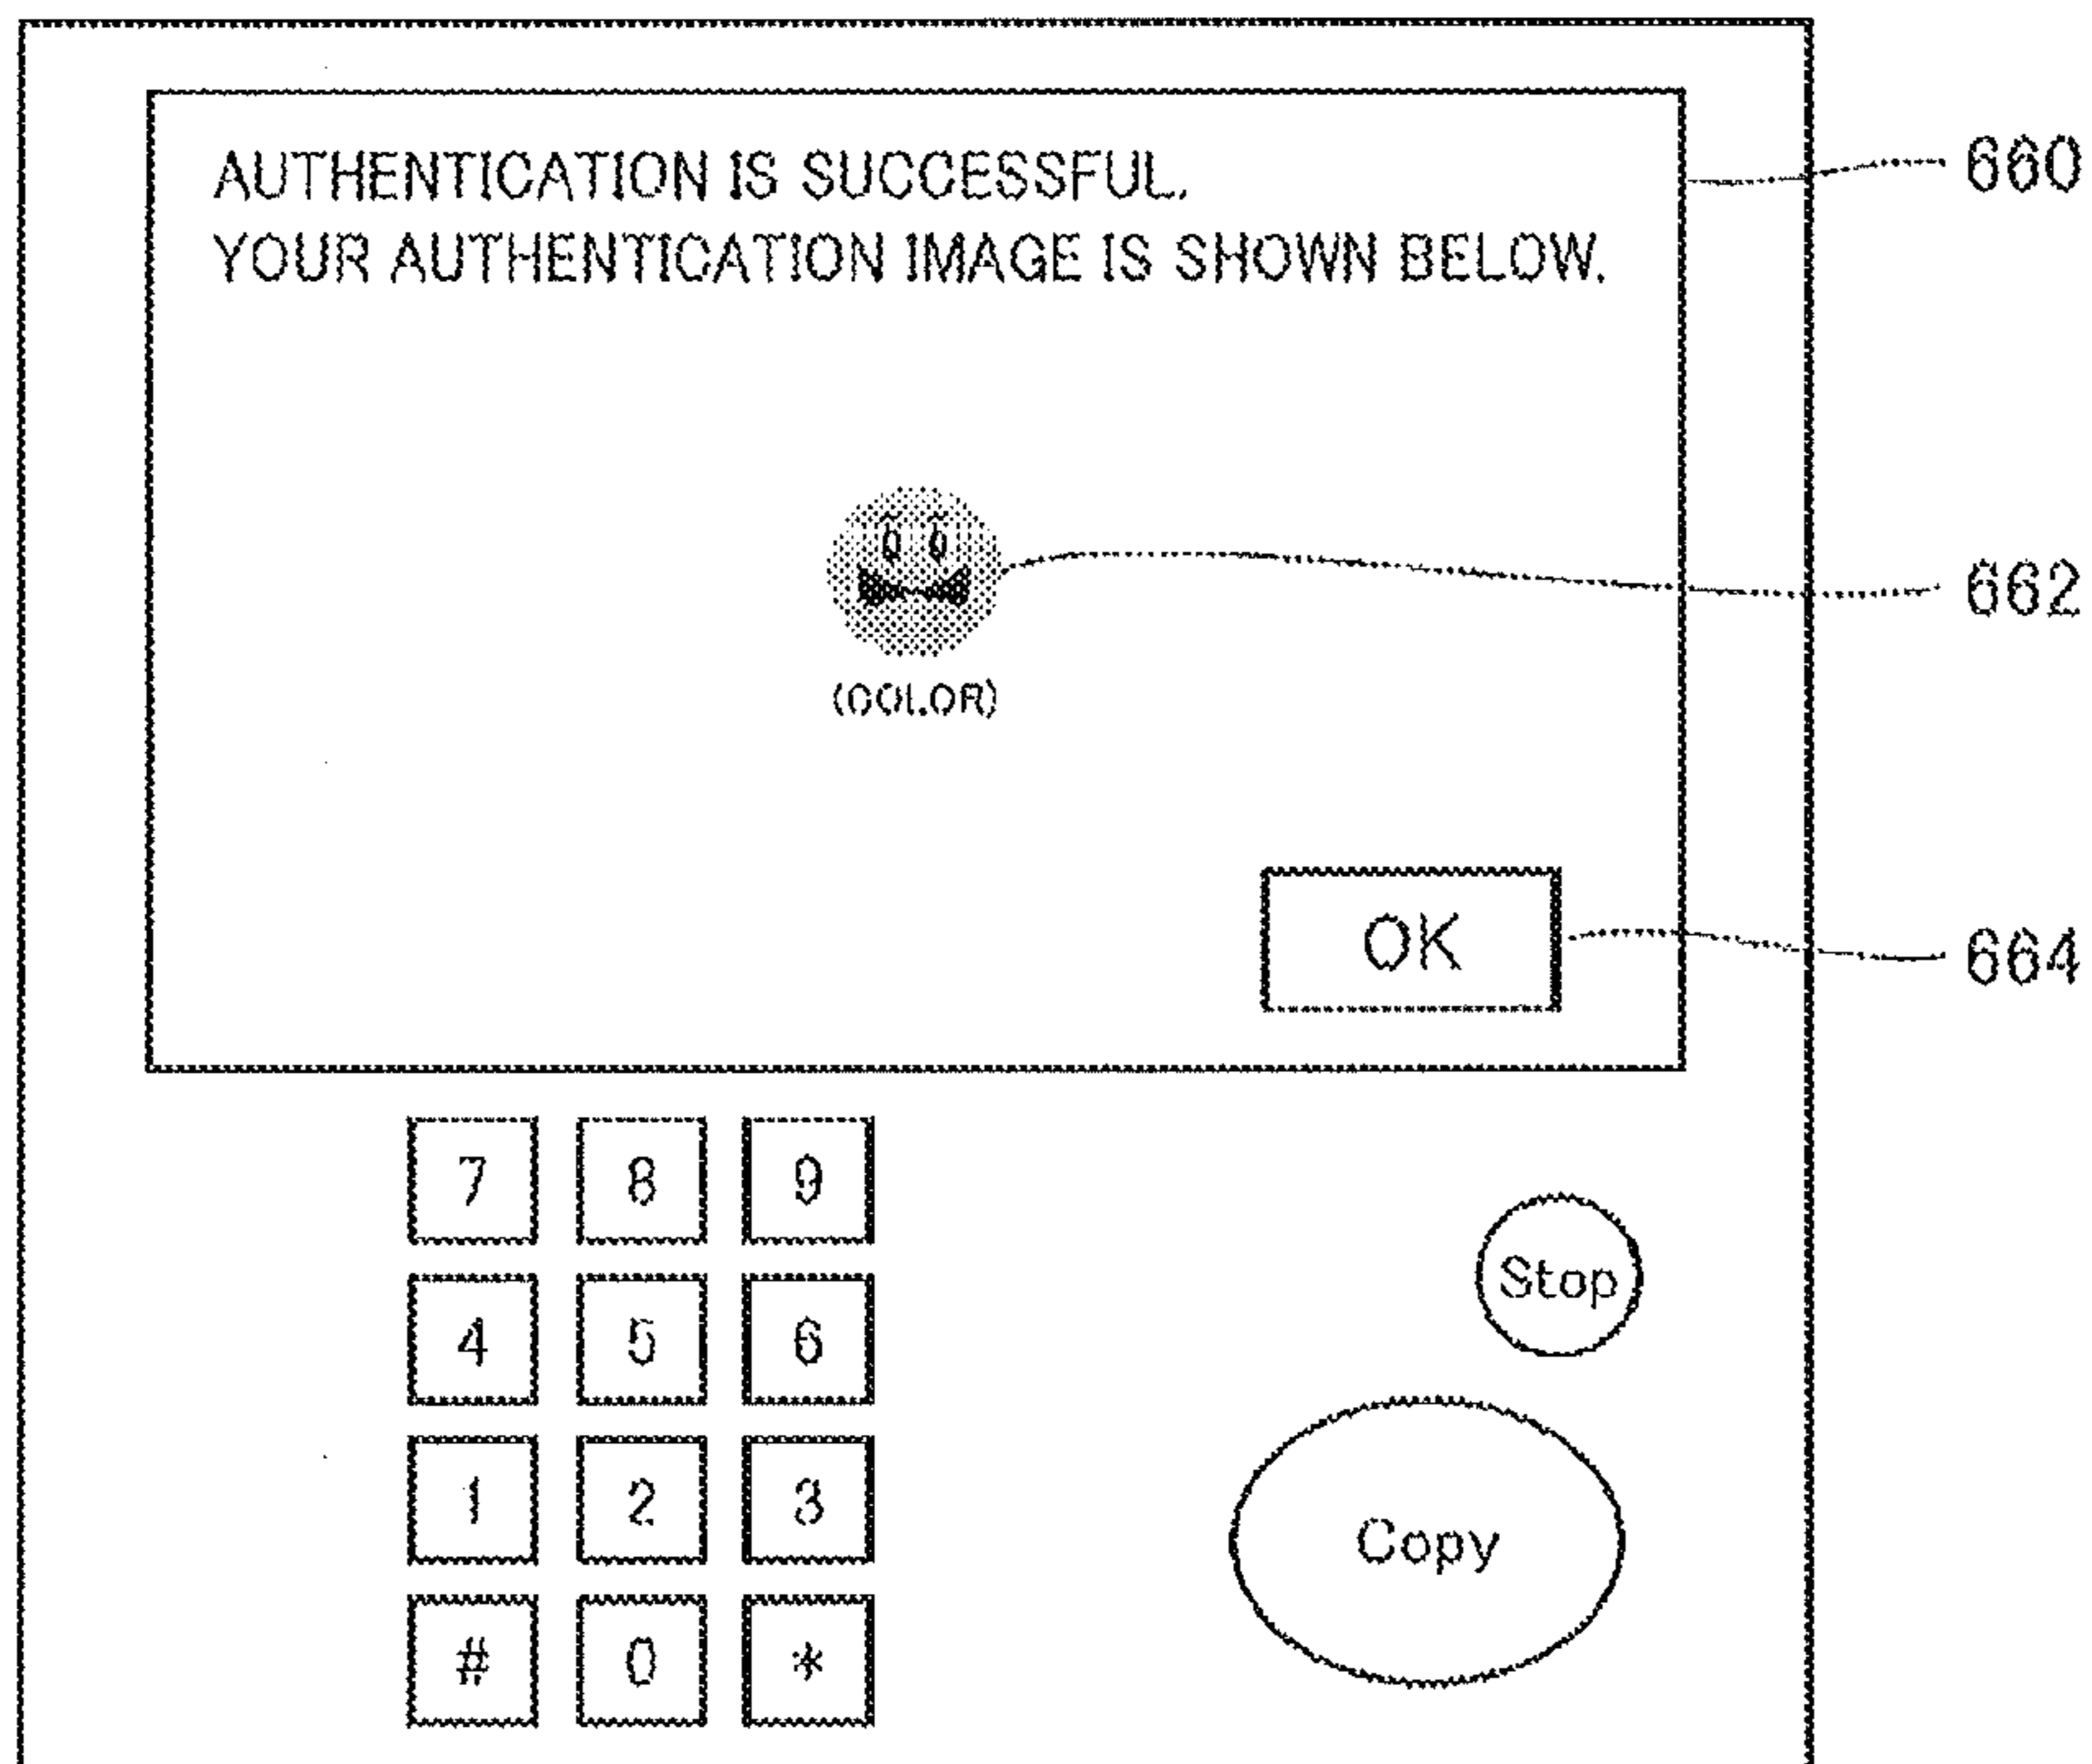 AUTHENTICATION IS SUCCESSFUL.
YOUR AUTHENTICATION IMAGE IS SHOWN BELOW.
660
662
(COLOR)
OK
664
7 8 9
Stop
4 5 6
1 2 3
Copy
# 0 *